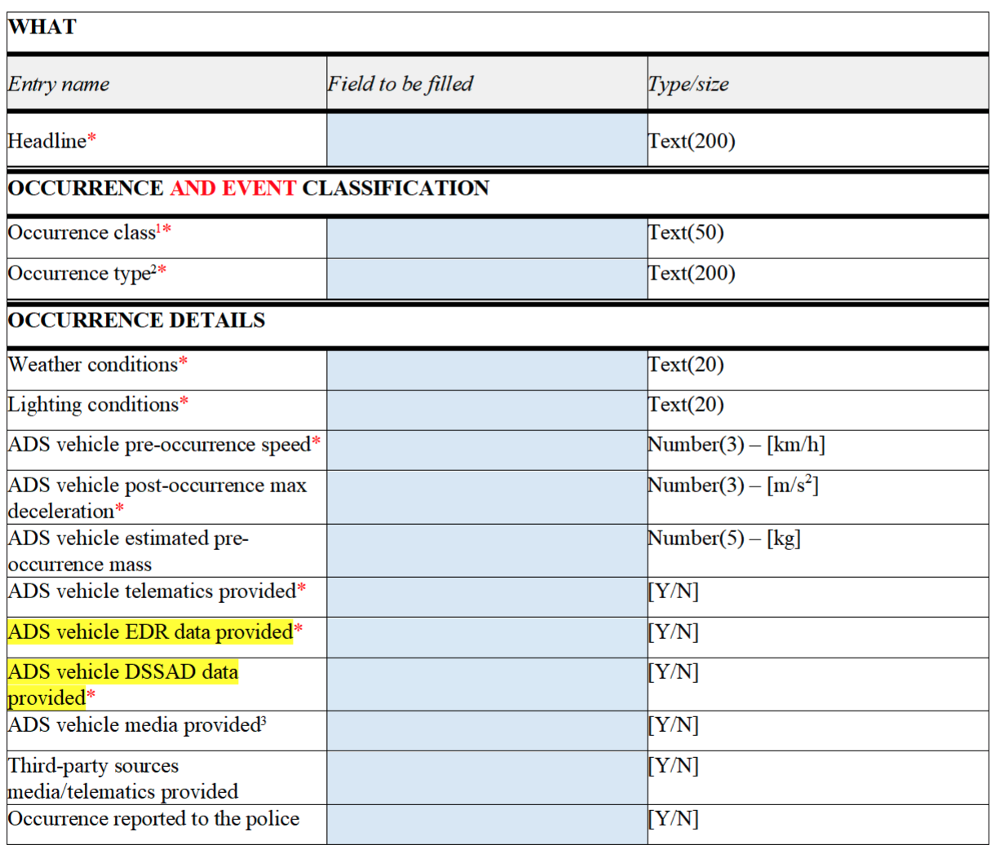 WHAT
Entry name Field to be filled Type/size
Headline* Text(200)
OCCURRENCE AND EVENT CLASSIFICATION
Occurrence class¹* Text(50)
Occurrence type²* Text(200)
OCCURRENCE DETAILS
Weather conditions* Text(20)
Lighting conditions* Text(20)
ADS vehicle pre-occurrence speed* Number(3) – [km/h]
ADS vehicle post-occurrence max Number(3) – [m/s²]
deceleration*
ADS vehicle estimated pre- Number(5) – [kg]
occurrence mass
ADS vehicle telematics provided* [Y/N]
ADS vehicle EDR data provided* [Y/N]
ADS vehicle DSSAD data [Y/N]
provided*
ADS vehicle media provided³ [Y/N]
Third-party sources [Y/N]
media/telematics provided
Occurrence reported to the police [Y/N]